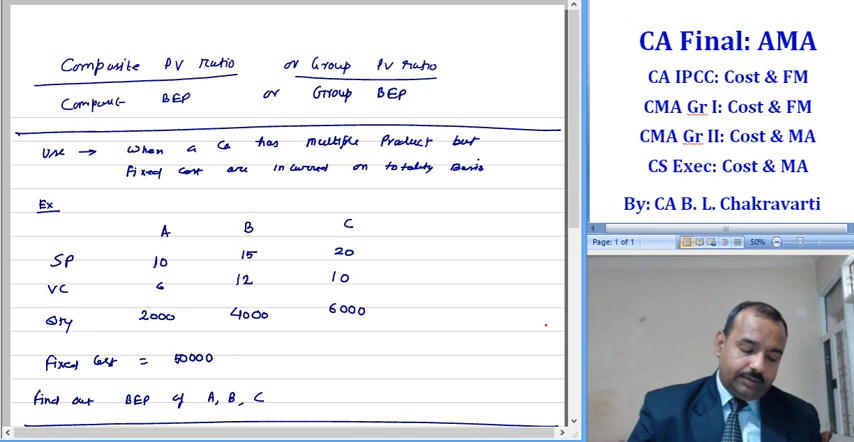 Composite PV Ratio or Group PV ratio
Composite BEP or Group BEP
Use → When a Co has multiple Product but
fixed cost are incurred on totality Basis
Ex
A B C
SP 10 15 20
VC 6 12 10
Qty 2000 4000 6000
Fixed Cost = 50000
Find out BEP of A, B, C
CA Final: AMA
CA IPCC: Cost & FM
CMA Gr I: Cost & FM
CMA Gr II: Cost & MA
CS Exec: Cost & MA
By: CA B. L. Chakravarti
Page: 1 of 1 50%